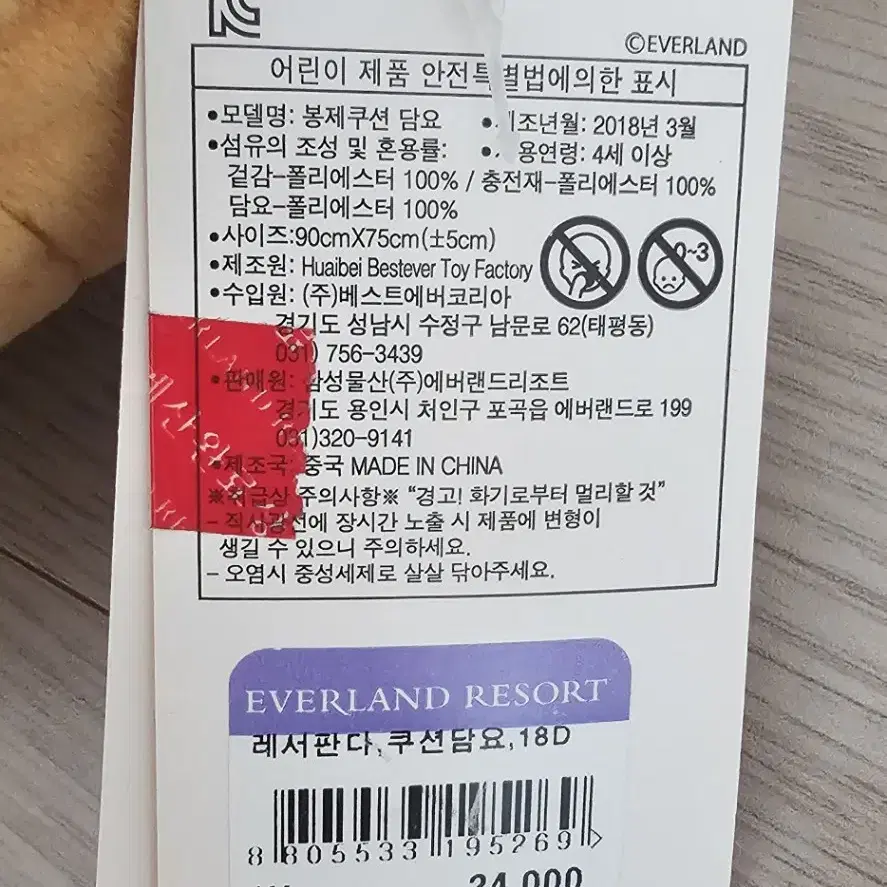 ©EVERLAND
어린이 제품 안전특별법에의한 표시
•모델명: 봉제쿠션 담요 •제조년월: 2018년 3월
•섬유의 조성 및 혼용률: •사용연령: 4세 이상
겉감-폴리에스터 100% / 충전재-폴리에스터 100%
담요-폴리에스터 100%
•사이즈:90cmX75cm(±5cm)
0~3
•제조원: Huaibei Bestever Toy Factory
•수입원: (주)베스트에버코리아
경기도 성남시 수정구 남문로 62(태평동)
031) 756-3439
•판매원: 삼성물산(주)에버랜드리조트
경기도 용인시 처인구 포곡읍 에버랜드로 199
031)320-9141
•제조국: 중국 MADE IN CHINA
※취급상 주의사항※ “경고! 화기로부터 멀리할 것”
- 직사광선에 장시간 노출 시 제품에 변형이
생길 수 있으니 주의하세요.
- 오염시 중성세제로 살살 닦아주세요.
계산완료
EVERLAND RESORT
레서판다,쿠션담요,18D
8 805533 195269
24,000